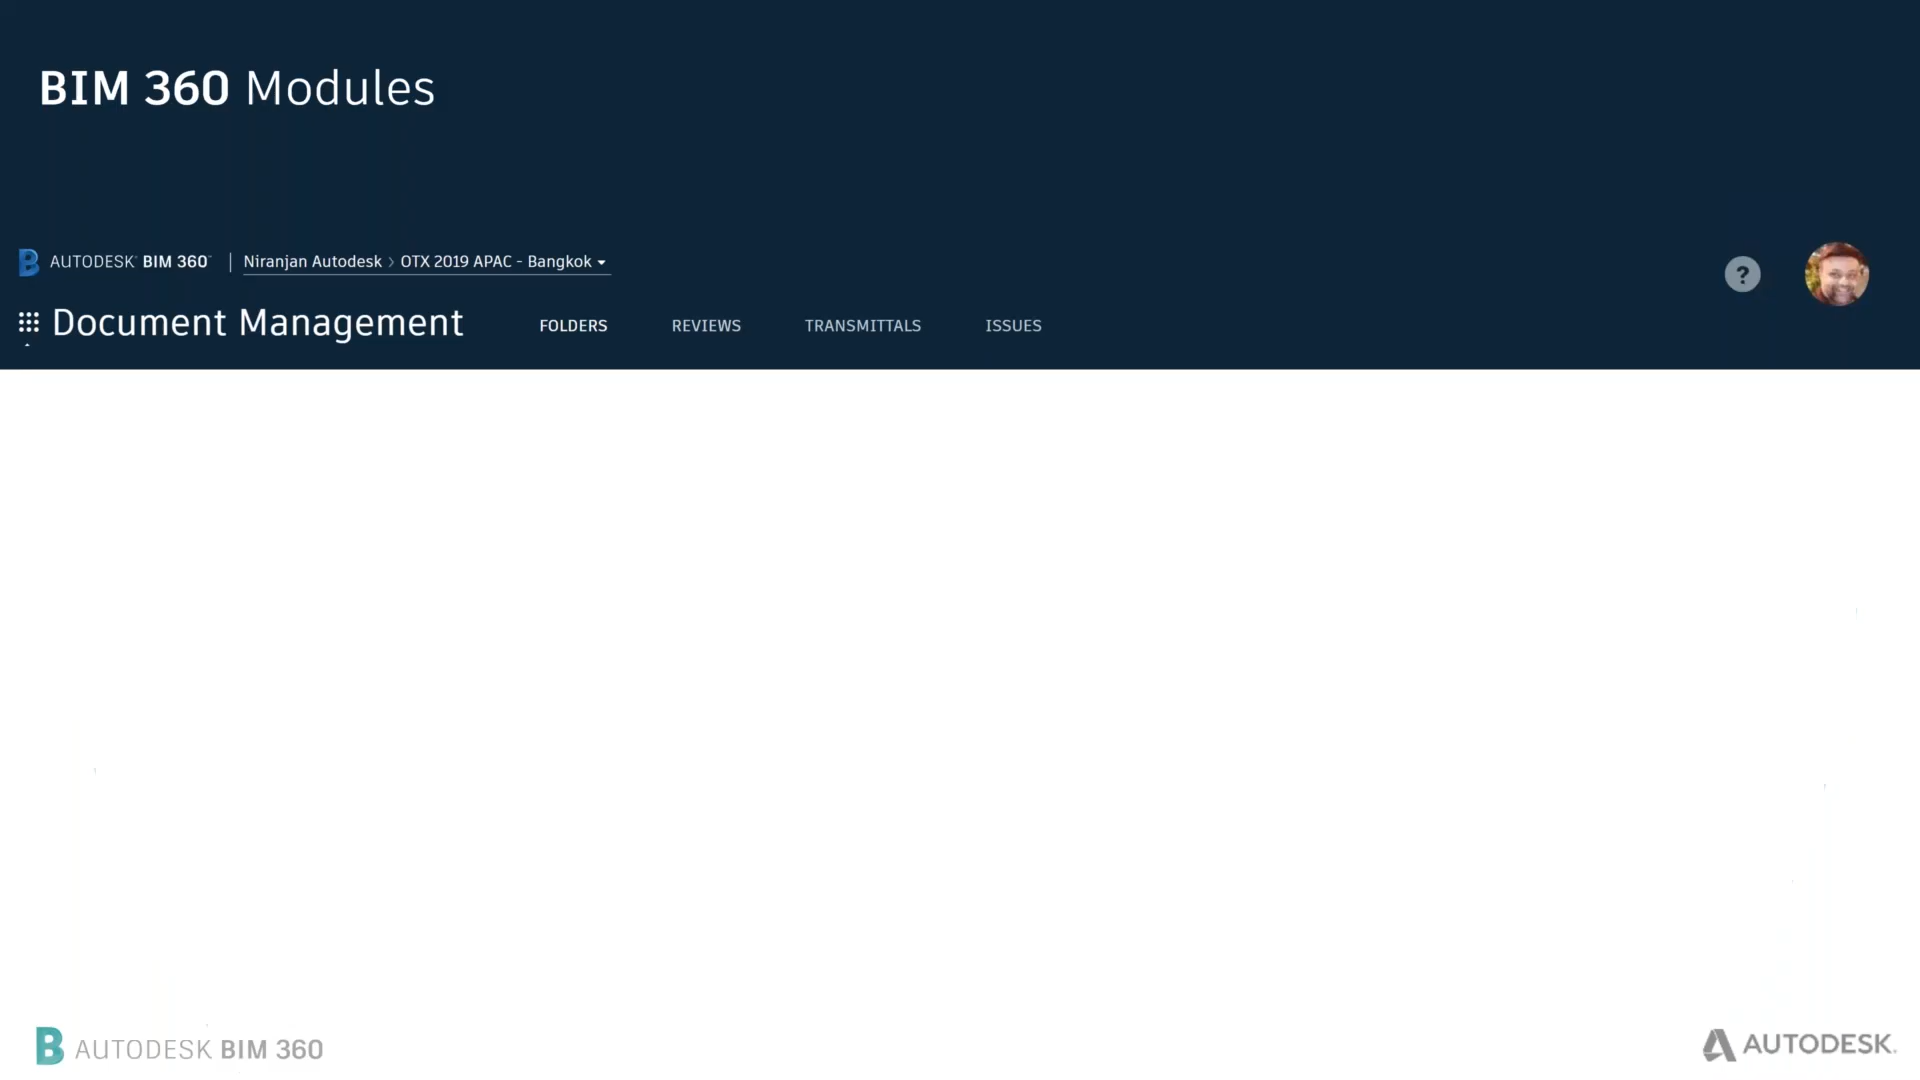 BIM 360 Modules
AUTODESK BIM 360 | Niranjan Autodesk > OTX 2019 APAC - Bangkok
?
Document Management FOLDERS REVIEWS TRANSMITTALS ISSUES
B AUTODESK BIM 360
AUTODESK.